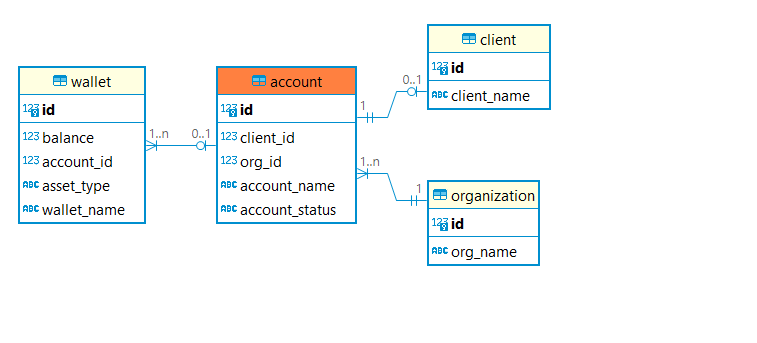 wallet
123 id
123 balance
123 account_id
ABC asset_type
ABC wallet_name
1..n
0..1
account
123 id
123 client_id
123 org_id
ABC account_name
ABC account_status
1
0..1
client
123 id
ABC client_name
1..n
1
organization
123 id
ABC org_name